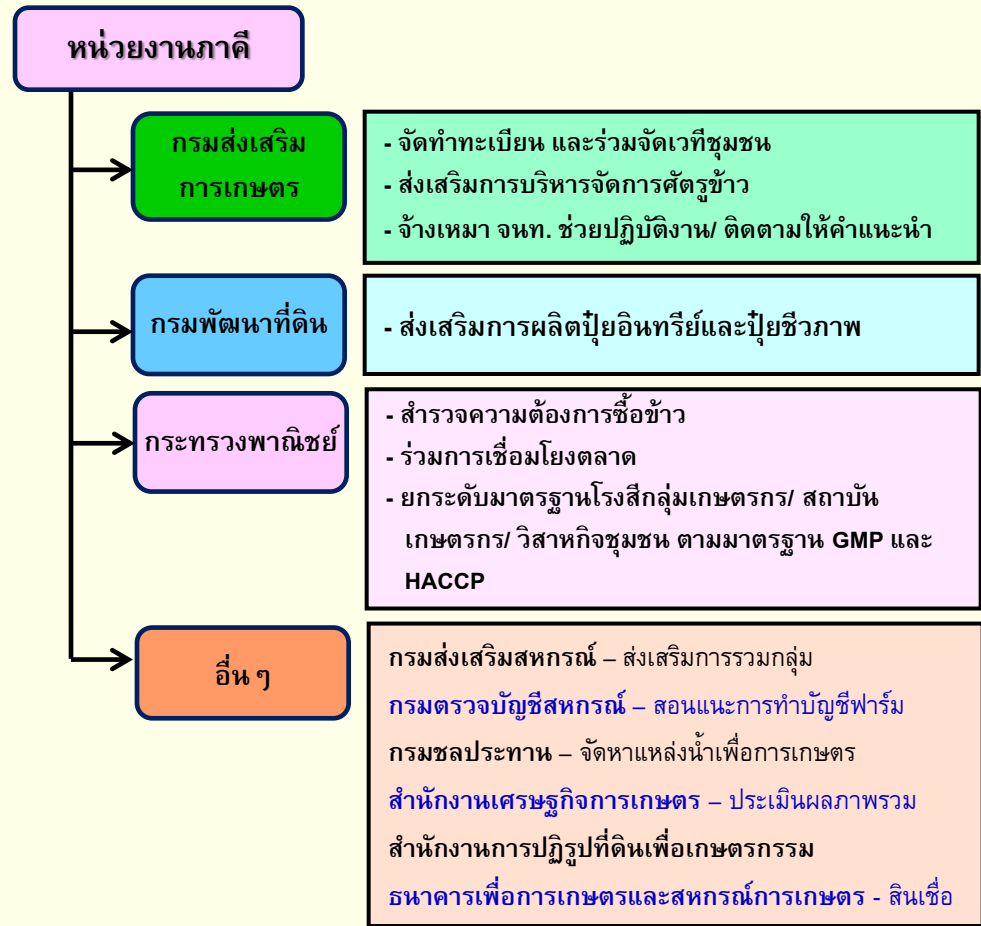 หน่วยงานภาคี
กรมส่งเสริม
การเกษตร
- จัดทำทะเบียน และร่วมจัดเวทีชุมชน
- ส่งเสริมการบริหารจัดการศัตรูข้าว
- จ้างเหมา จนท. ช่วยปฏิบัติงาน/ ติดตามให้คำแนะนำ
กรมพัฒนาที่ดิน
- ส่งเสริมการผลิตปุ๋ยอินทรีย์และปุ๋ยชีวภาพ
กระทรวงพาณิชย์
- สำรวจความต้องการซื้อข้าว
- ร่วมการเชื่อมโยงตลาด
- ยกระดับมาตรฐานโรงสีกลุ่มเกษตรกร/ สถาบัน
เกษตรกร/ วิสาหกิจชุมชน ตามมาตรฐาน GMP และ
HACCP
อื่น ๆ
กรมส่งเสริมสหกรณ์ – ส่งเสริมการรวมกลุ่ม
กรมตรวจบัญชีสหกรณ์ – สอนแนะการทำบัญชีฟาร์ม
กรมชลประทาน – จัดหาแหล่งน้ำเพื่อการเกษตร
สำนักงานเศรษฐกิจการเกษตร – ประเมินผลภาพรวม
สำนักงานการปฏิรูปที่ดินเพื่อเกษตรกรรม
ธนาคารเพื่อการเกษตรและสหกรณ์การเกษตร - สินเชื่อ